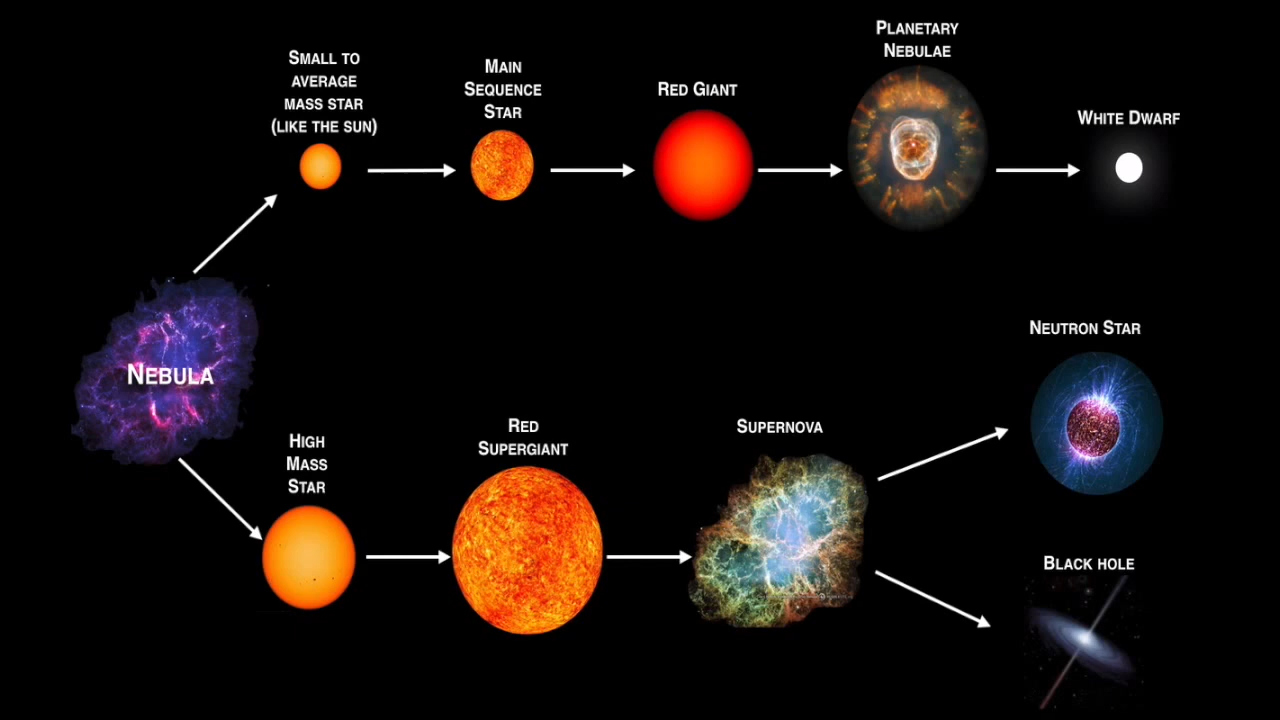 Small to
average
mass star
(like the sun)
Main
Sequence
Star
Red Giant
Planetary
Nebulae
White Dwarf
Nebula
High
Mass
Star
Red
Supergiant
Supernova
Neutron Star
Black hole